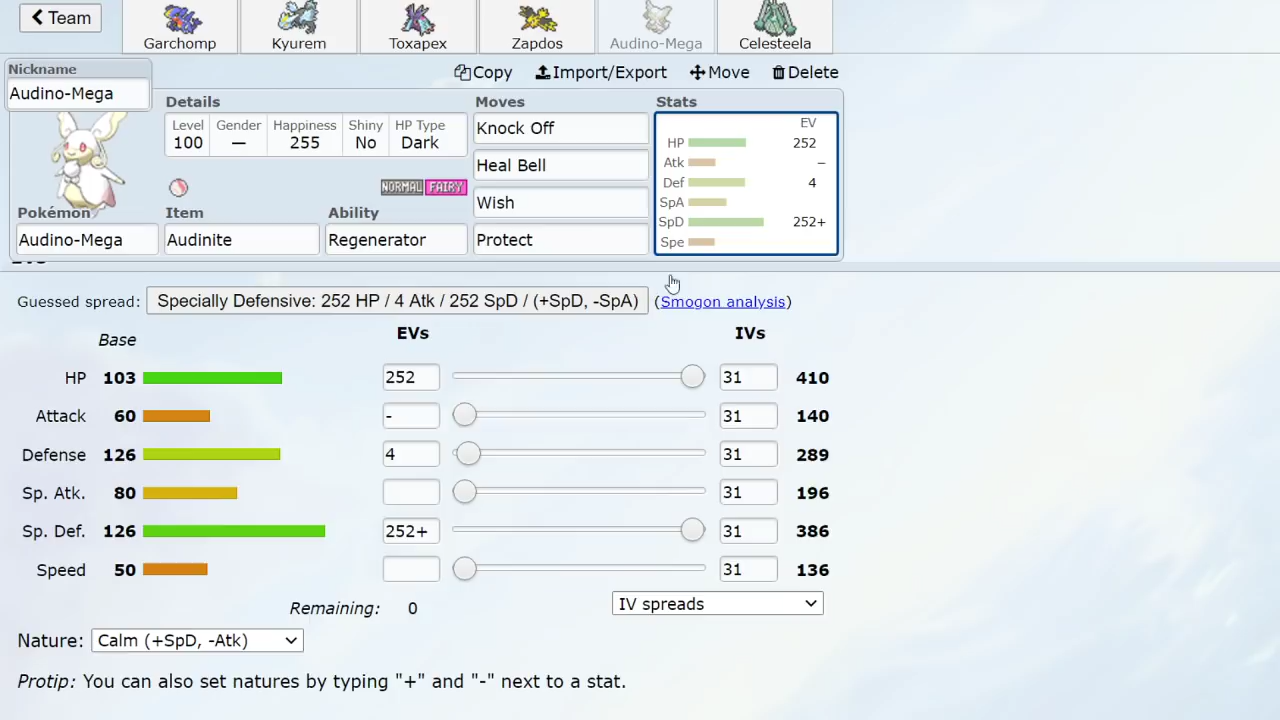 Team
Garchomp
Kyurem
Toxapex
Zapdos
Audino-Mega
Celesteela
Nickname
Audino-Mega
Copy
Import/Export
Move
Delete
Details
Level
100
Gender
—
Happiness
255
Shiny
No
HP Type
Dark
NORMAL FAIRY
Pokémon
Audino-Mega
Item
Audinite
Ability
Regenerator
Moves
Knock Off
Heal Bell
Wish
Protect
Stats
EV
HP 252
Atk –
Def 4
SpA
SpD 252+
Spe
Guessed spread: Specially Defensive: 252 HP / 4 Atk / 252 SpD / (+SpD, -SpA) (Smogon analysis)
Base EVs IVs
HP 103 252 31 410
Attack 60 - 31 140
Defense 126 4 31 289
Sp. Atk. 80 31 196
Sp. Def. 126 252+ 31 386
Speed 50 31 136
Remaining: 0
IV spreads
Nature: Calm (+SpD, -Atk)
Protip: You can also set natures by typing "+" and "-" next to a stat.